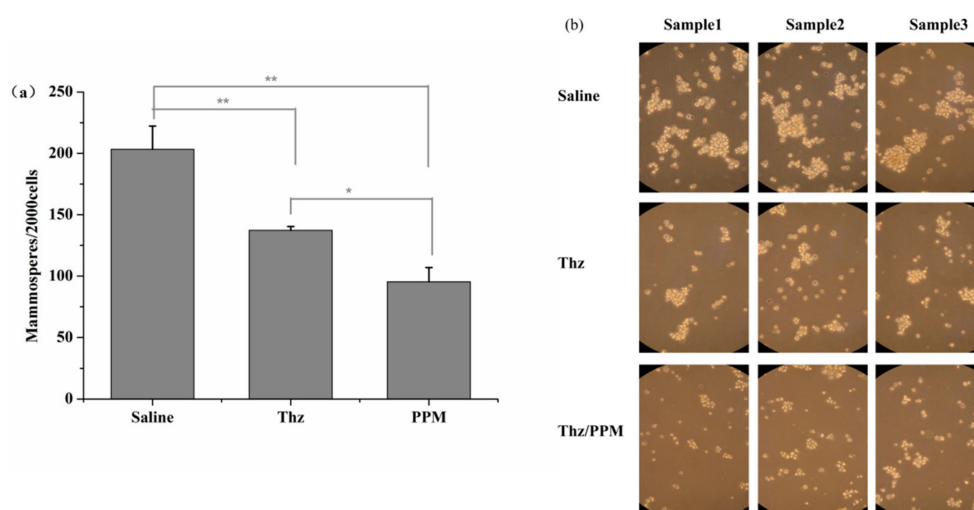 (a)
Mammosperes/2000cells
250
200
150
100
50
0
Saline
Thz
PPM
**
**
*
(b)
Sample1
Sample2
Sample3
Saline
Thz
Thz/PPM